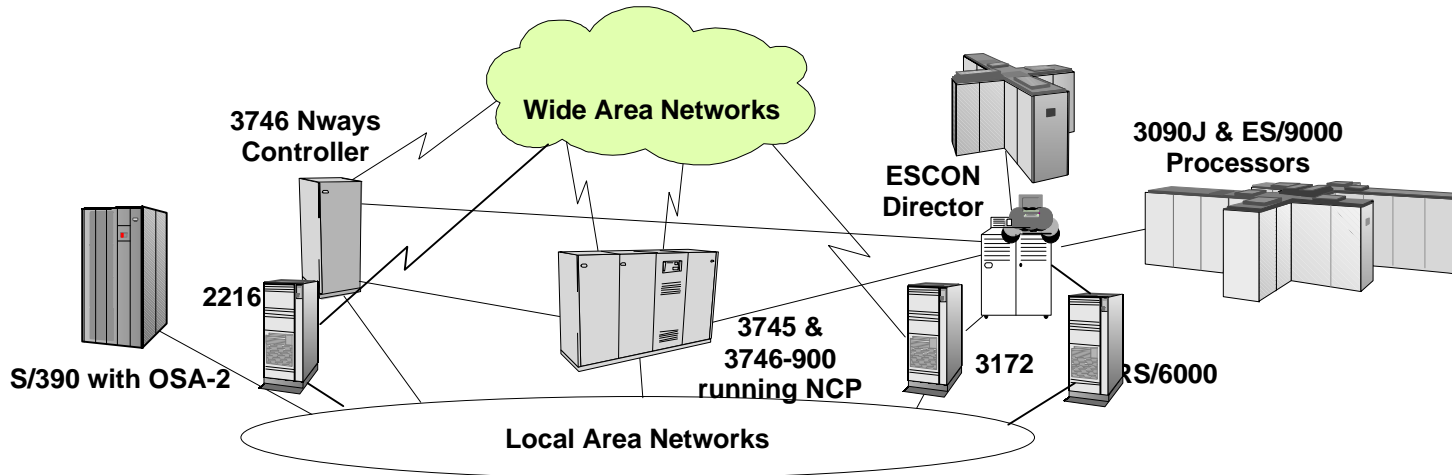 Wide Area Networks
3746 Nways
Controller
3090J & ES/9000
Processors
ESCON
Director
2216
3745 &
3746-900
running NCP
3172
RS/6000
S/390 with OSA-2
Local Area Networks